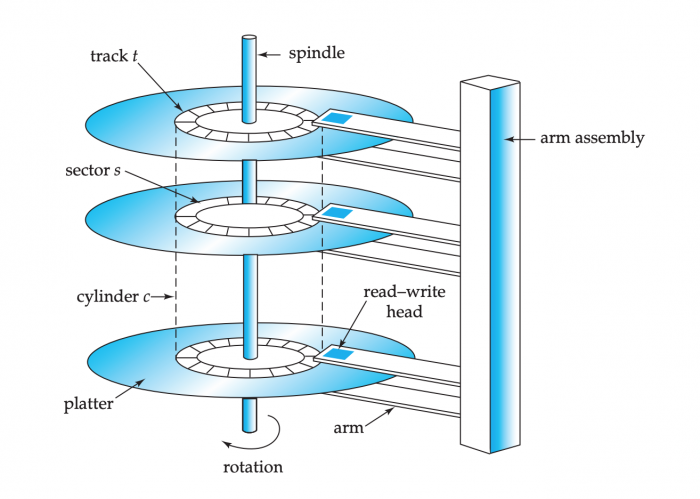 track t
spindle
arm assembly
sector s
cylinder c
read–write
head
platter
arm
rotation